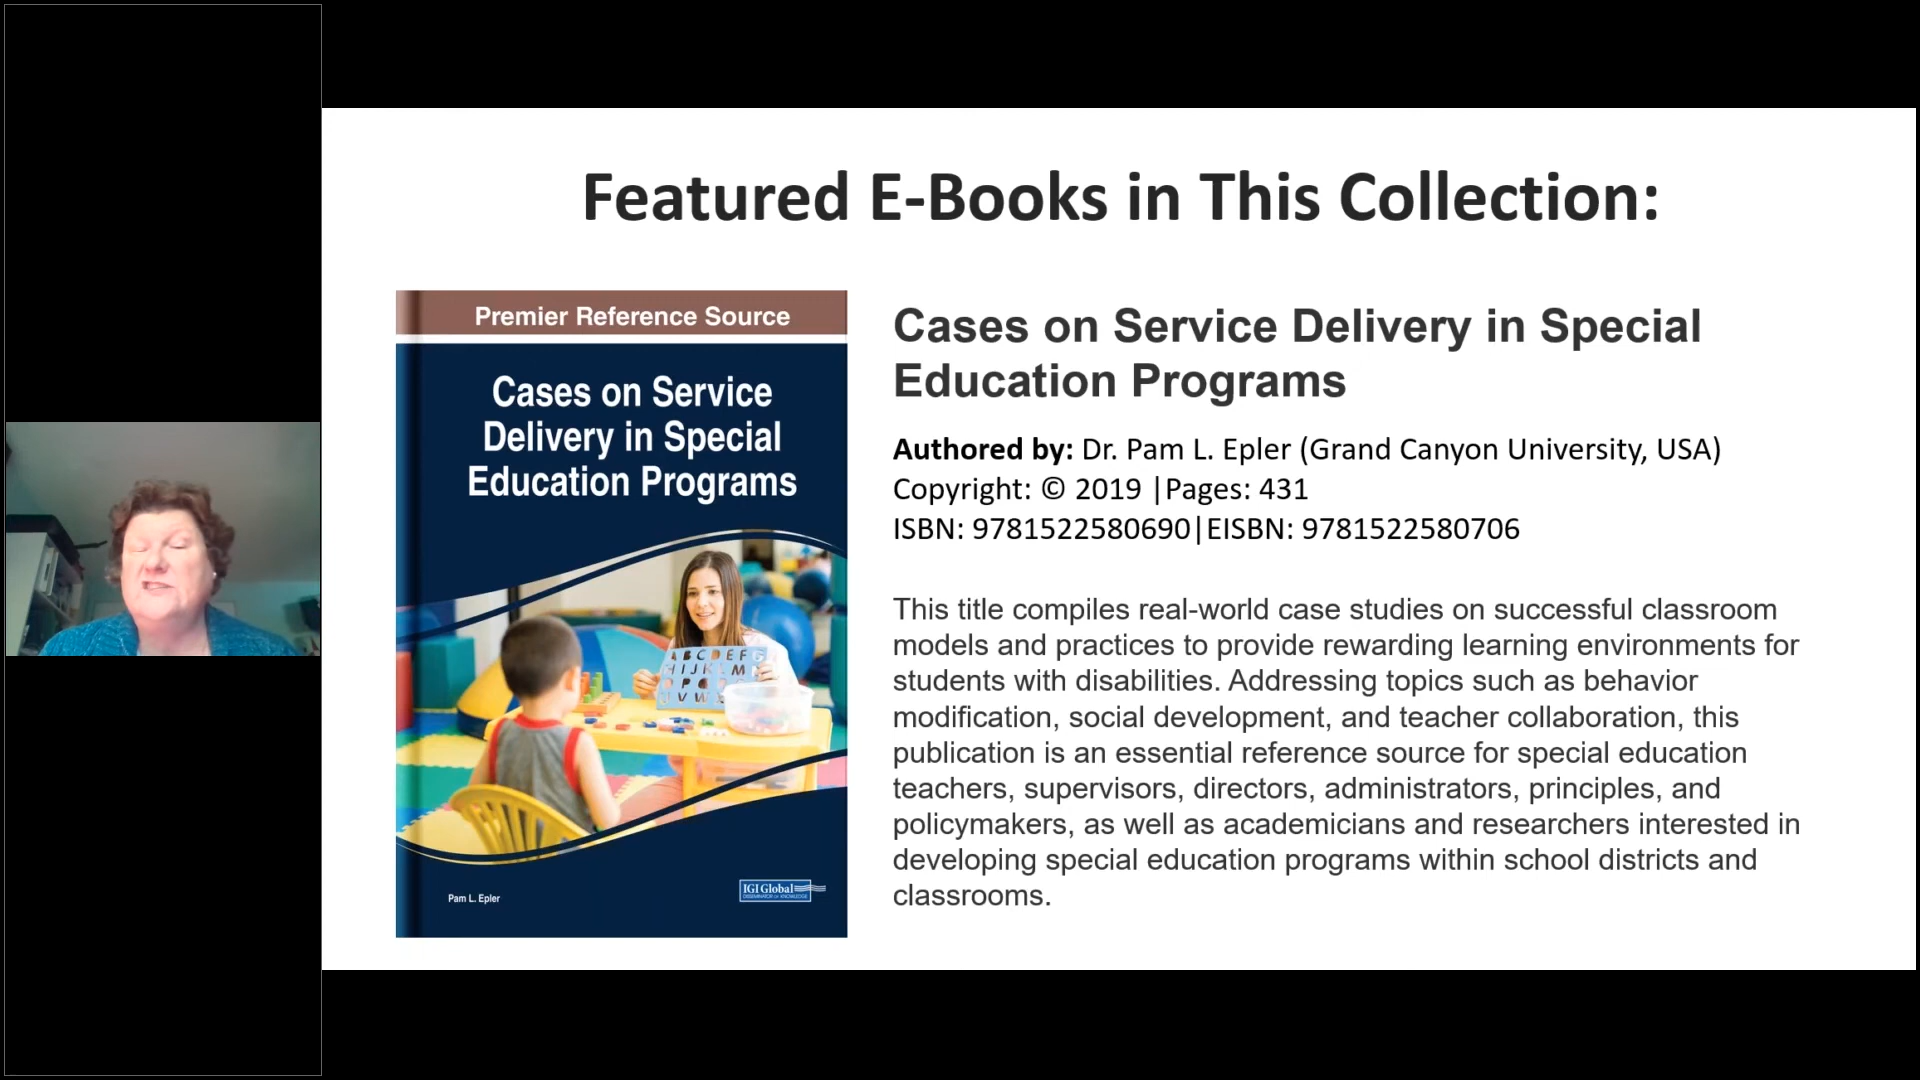 Featured E-Books in This Collection:
Premier Reference Source
Cases on Service
Delivery in Special
Education Programs
A B C D E F G
H I J K L M
Pam L. Epler
IGI Global
DISSEMINATOR OF KNOWLEDGE
Cases on Service Delivery in Special
Education Programs
Authored by: Dr. Pam L. Epler (Grand Canyon University, USA)
Copyright: © 2019 |Pages: 431
ISBN: 9781522580690|EISBN: 9781522580706
This title compiles real-world case studies on successful classroom
models and practices to provide rewarding learning environments for
students with disabilities. Addressing topics such as behavior
modification, social development, and teacher collaboration, this
publication is an essential reference source for special education
teachers, supervisors, directors, administrators, principles, and
policymakers, as well as academicians and researchers interested in
developing special education programs within school districts and
classrooms.